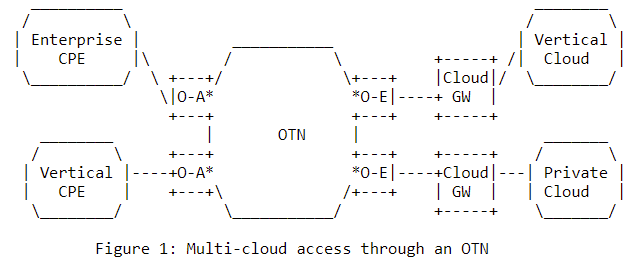 Enterprise
CPE
Vertical
Cloud
Cloud
O-A*
*O-E
GW
OTN
Vertical
CPE
O-A*
*O-E
Cloud
GW
Private
Cloud
Figure 1: Multi-cloud access through an OTN